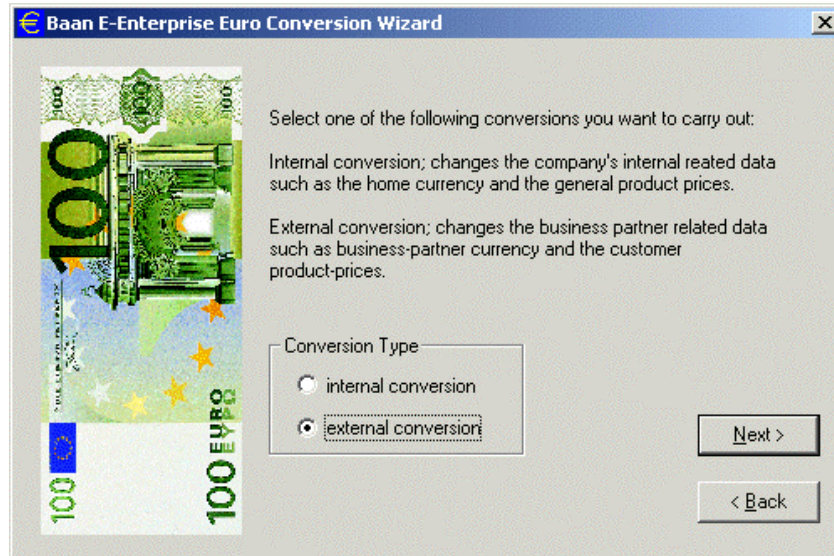 Baan E-Enterprise Euro Conversion Wizard
Select one of the following conversions you want to carry out:
Internal conversion; changes the company's internal reated data
such as the home currency and the general product prices.
External conversion; changes the business partner related data
such as business-partner currency and the customer
product-prices.
Conversion Type
internal conversion
external conversion
Next >
< Back
100
100
100
100
100
100 EURO
ΕΥΡΩ